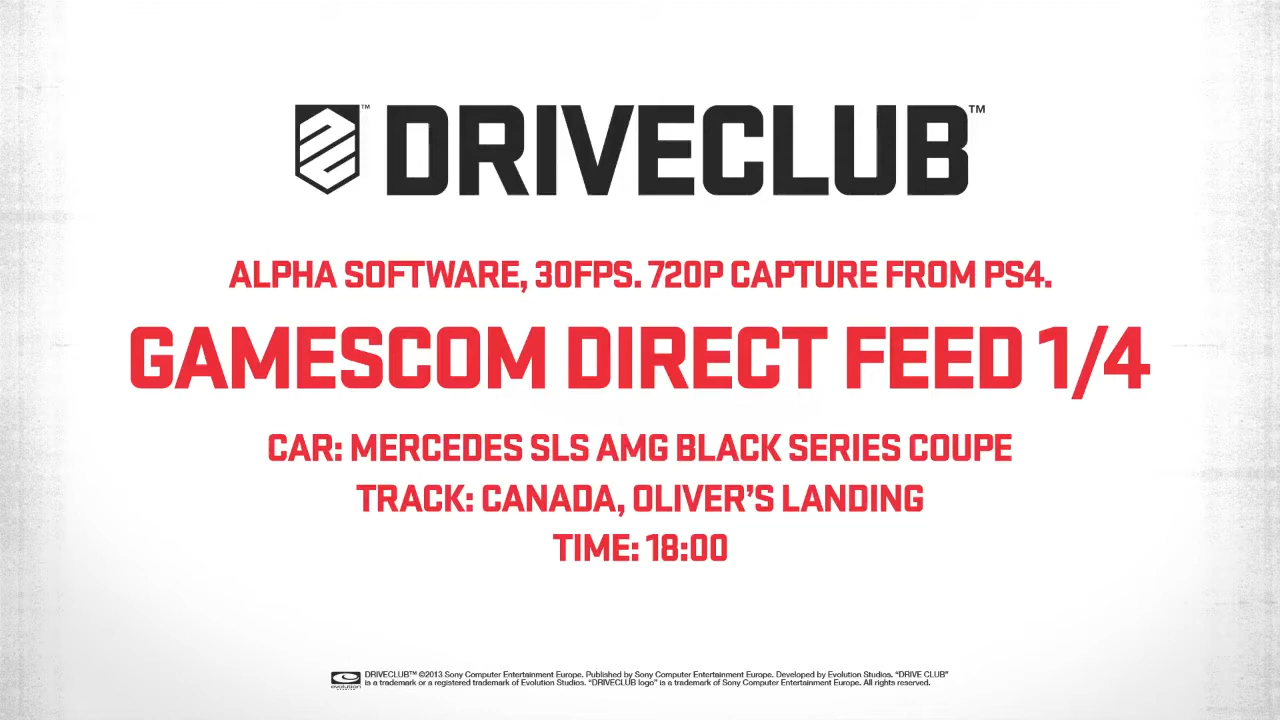 DRIVECLUB™
ALPHA SOFTWARE, 30FPS. 720P CAPTURE FROM PS4.
GAMESCOM DIRECT FEED 1/4
CAR: MERCEDES SLS AMG BLACK SERIES COUPE
TRACK: CANADA, OLIVER’S LANDING
TIME: 18:00
evolution STUDIOS
DRIVECLUB™ ©2013 Sony Computer Entertainment Europe. Published by Sony Computer Entertainment Europe. Developed by Evolution Studios. “DRIVE CLUB”
is a trademark or a registered trademark of Evolution Studios. “DRIVECLUB logo” is a trademark of Sony Computer Entertainment Europe. All rights reserved.